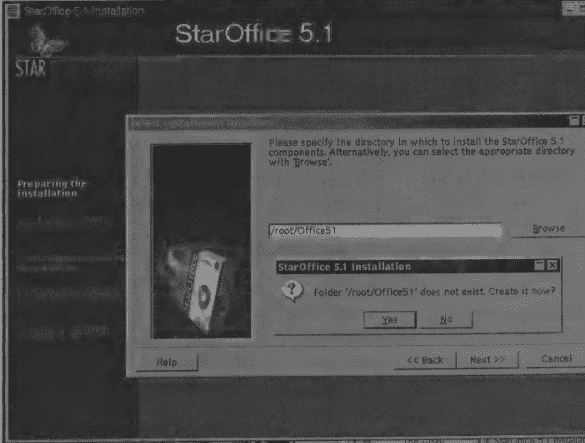 StarOffice 5.1 Installation
StarOffice 5.1
STAR
Please specify the directory in which to install the StarOffice 5.1
components. Alternatively, you can select the appropriate directory
with 'Browse'.
Preparing the
installation
/root/Office51
Browse
StarOffice 5.1 Installation
Folder '/root/Office51' does not exist. Create it now?
Yes
No
Help
<< Back
Next >>
Cancel